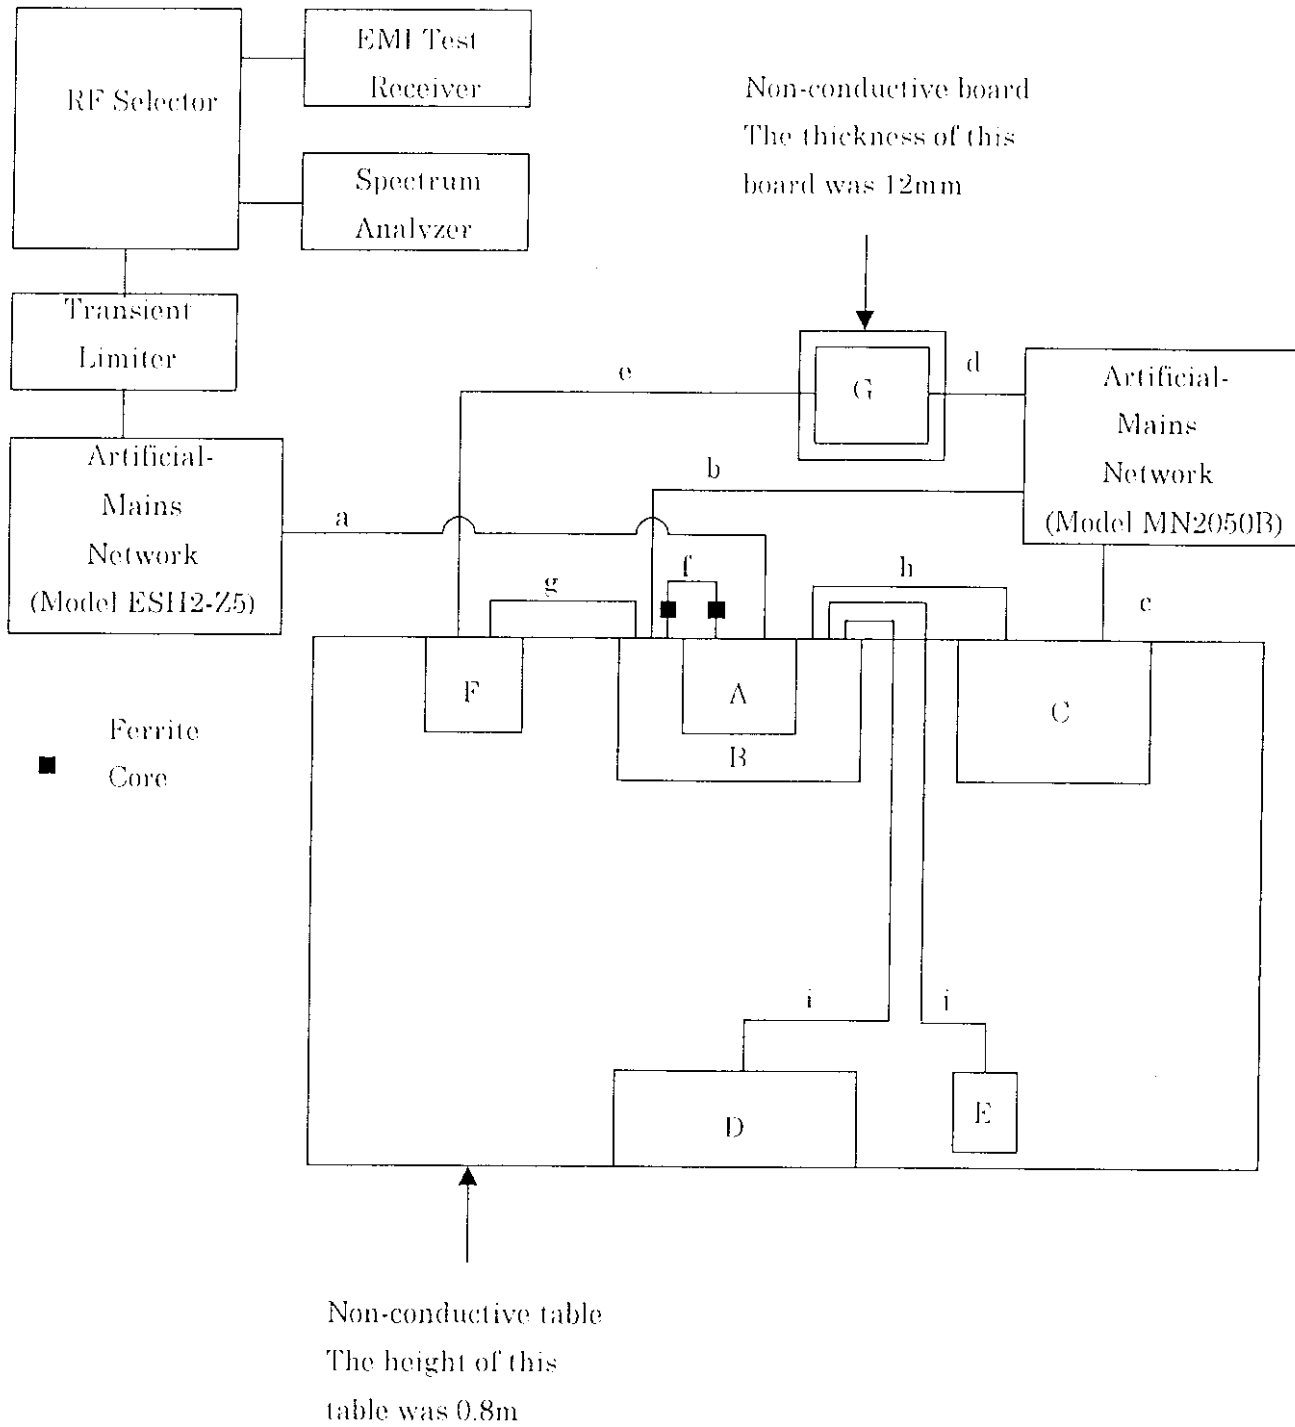 RF Selector
EMI Test
Receiver
Spectrum
Analyzer
Transient
Limiter
Artificial-
Mains
Network
(Model ESH2-Z5)
Non-conductive board
The thickness of this
board was 12mm
G
Artificial-
Mains
Network
(Model MN2050B)
a
b
c
d
e
f
g
h
i
j
F
A
B
C
D
E
Ferrite
Core
Non-conductive table
The height of this
table was 0.8m